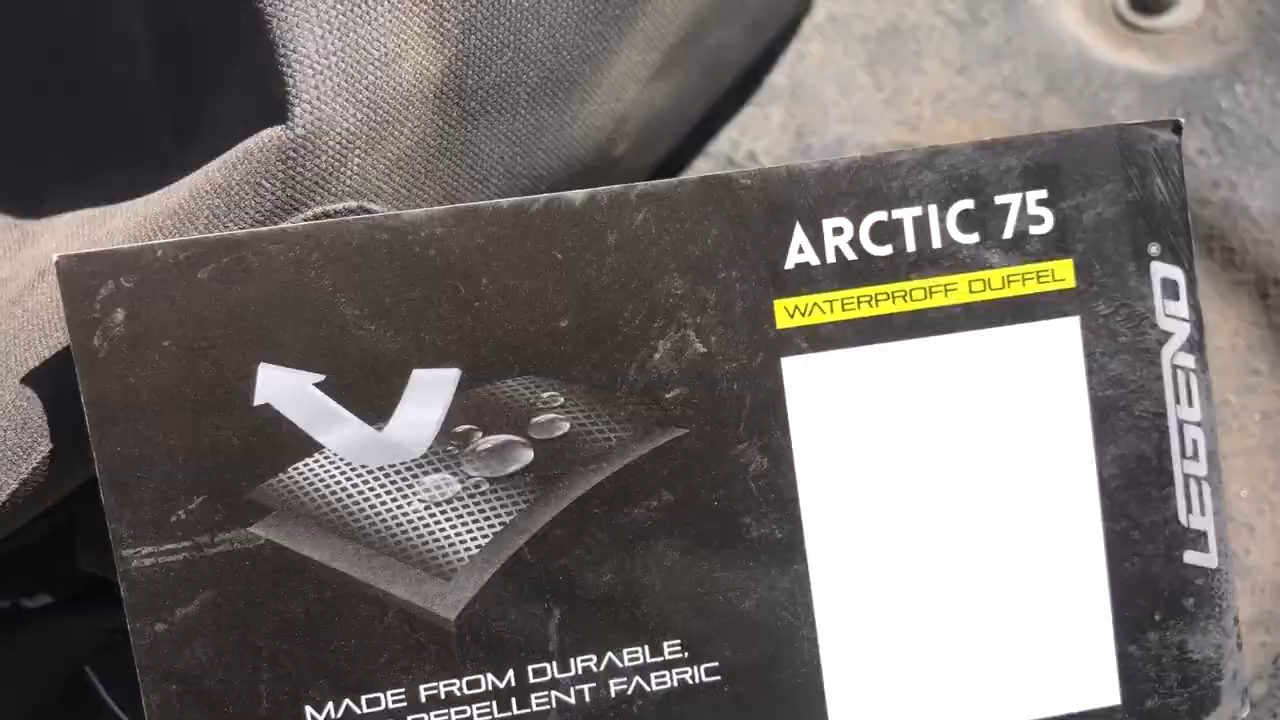 ARCTIC 75
WATERPROFF DUFFEL
LEGEND®
MADE FROM DURABLE,
REPELLENT FABRIC